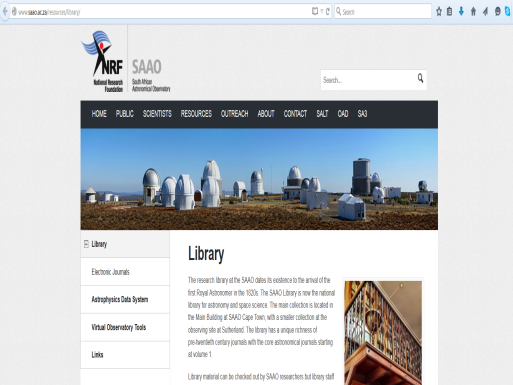 www.saao.ac.za/resources/library/
Search
NRF
SAAO
National Research
Foundation
South African
Astronomical Observatory
Search...
HOME PUBLIC SCIENTISTS RESOURCES OUTREACH ABOUT CONTACT SALT OAD SA3
Library
Electronic Journals
Astrophysics Data System
Virtual Observatory Tools
Links
Library
The research library at the SAAO dates its existence to the arrival of the
first Royal Astronomer in the 1820s. The SAAO Library is now the national
library for astronomy and space science. The main collection is located in
the Main Building at SAAO Cape Town, with a smaller collection at the
observing site at Sutherland. The library has a unique richness of
pre-twentieth century journals with the core astronomical journals starting
at volume 1.
Library material can be checked out by SAAO researchers but library staff